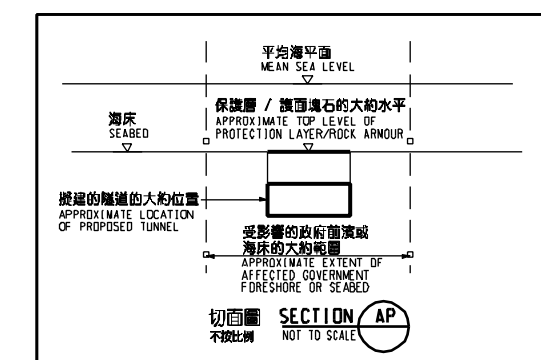 平均海平面
MEAN SEA LEVEL
海床
SEABED
保護層 / 護面塊石的大約水平
APPROXIMATE TOP LEVEL OF
PROTECTION LAYER/ROCK ARMOUR
擬建的隧道的大約位置
APPROXIMATE LOCATION
OF PROPOSED TUNNEL
受影響的政府前濱或
海床的大約範圍
APPROXIMATE EXTENT OF
AFFECTED GOVERNMENT
FORESHORE OR SEABED
切面圖 SECTION AP
不按比例 NOT TO SCALE